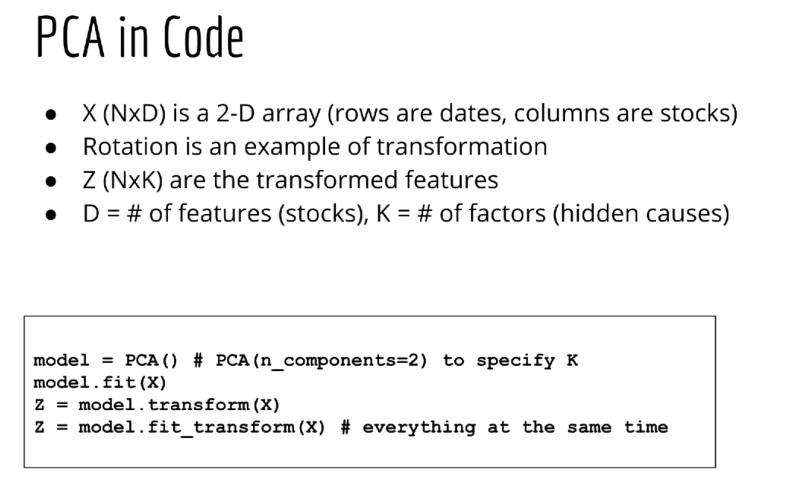 PCA in Code
● X (NxD) is a 2-D array (rows are dates, columns are stocks)
● Rotation is an example of transformation
● Z (NxK) are the transformed features
● D = # of features (stocks), K = # of factors (hidden causes)
model = PCA() # PCA(n_components=2) to specify K
model.fit(X)
Z = model.transform(X)
Z = model.fit_transform(X) # everything at the same time